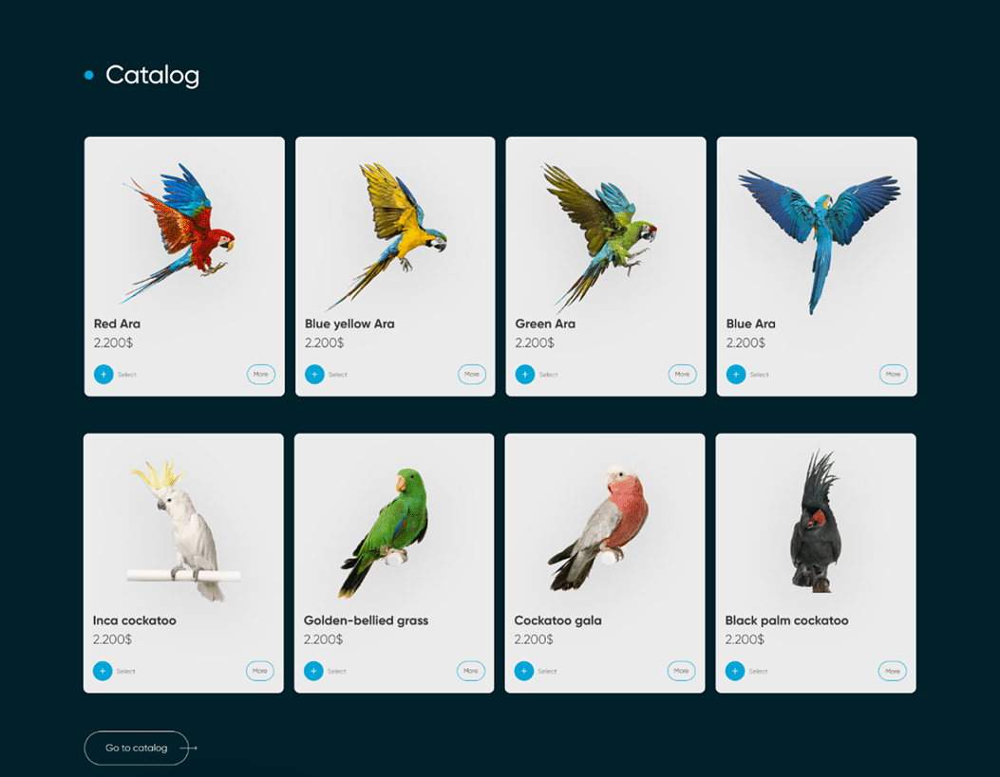 Catalog
Red Ara
2.200$
+ Select
More
Blue yellow Ara
2.200$
+ Select
More
Green Ara
2.200$
+ Select
More
Blue Ara
2.200$
+ Select
More
Inca cockatoo
2.200$
+ Select
More
Golden-bellied grass
2.200$
+ Select
More
Cockatoo gala
2.200$
+ Select
More
Black palm cockatoo
2.200$
+ Select
More
Go to catalog